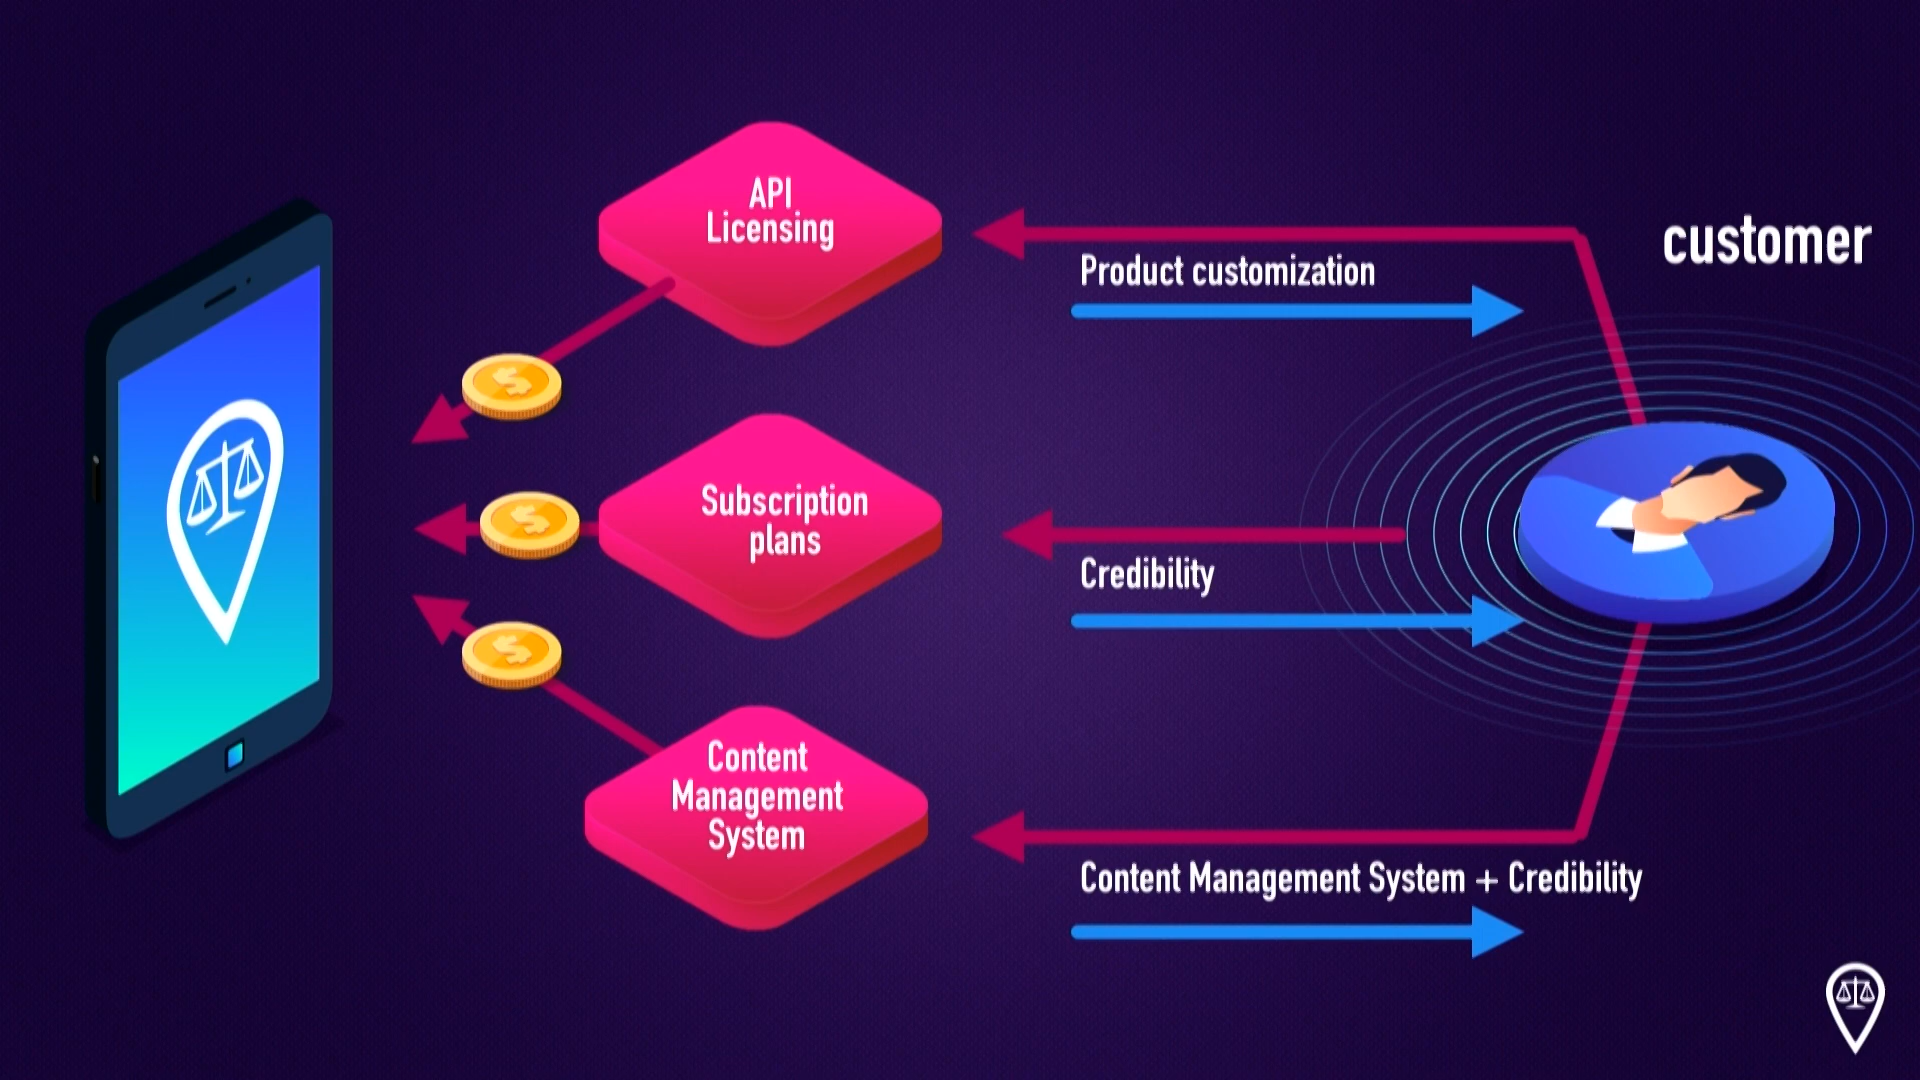 API
Licensing
customer
Product customization
Subscription
plans
Credibility
Content
Management
System
Content Management System + Credibility